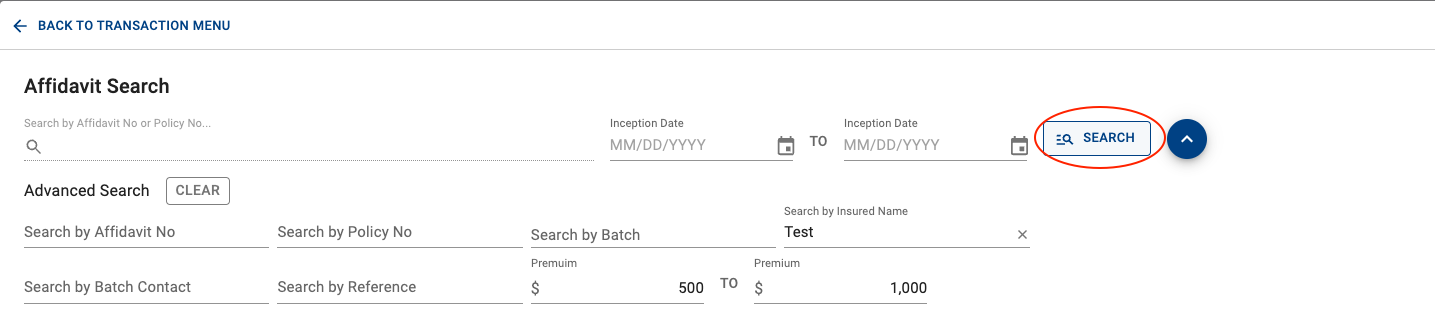 BACK TO TRANSACTION MENU
Affidavit Search
Search by Affidavit No or Policy No...
Inception Date
MM/DD/YYYY
TO
Inception Date
MM/DD/YYYY
SEARCH
Advanced Search
CLEAR
Search by Affidavit No
Search by Policy No
Search by Batch
Search by Insured Name
Test
Search by Batch Contact
Search by Reference
Premuim
$ 500
TO
Premium
$ 1,000